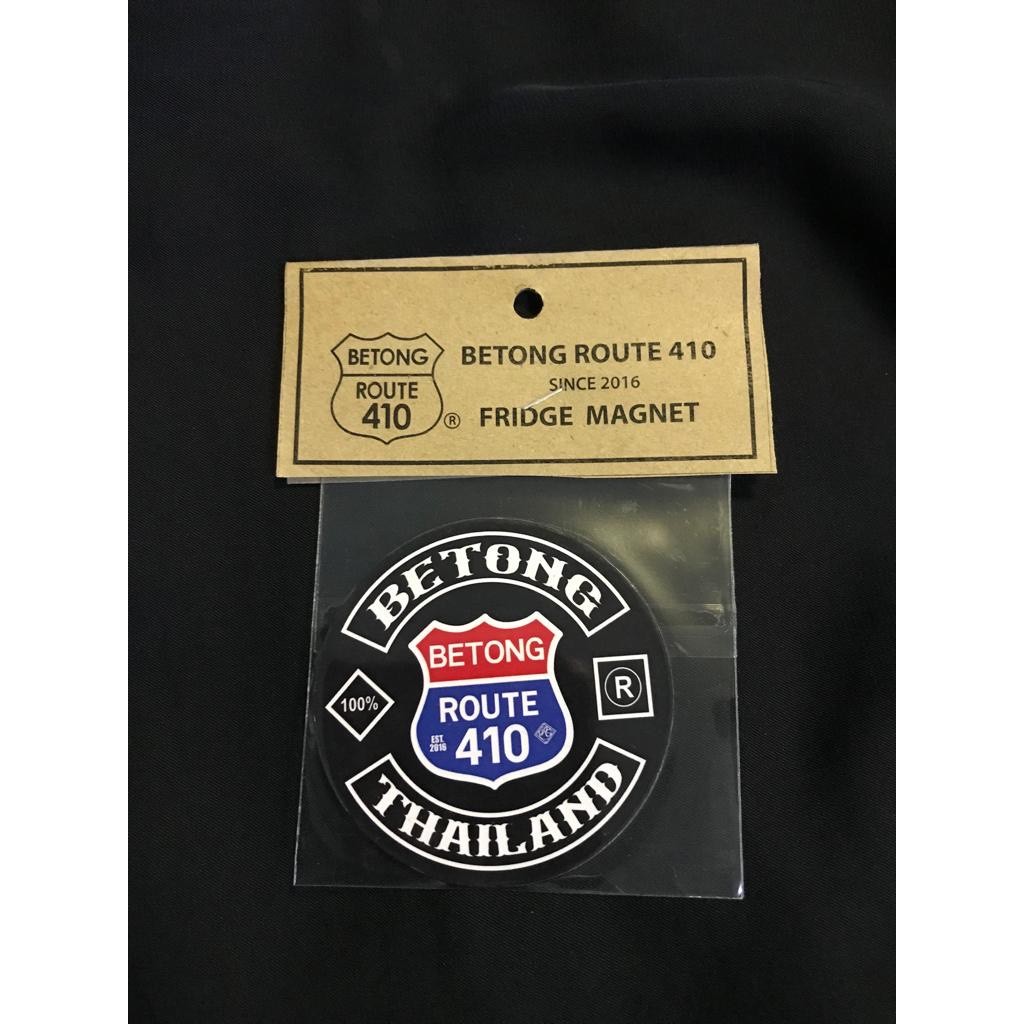 BETONG
ROUTE
410
®
BETONG ROUTE 410
SINCE 2016
FRIDGE MAGNET
BETONG
BETONG
100%
ROUTE
EST.
2016
410
®
THAILAND